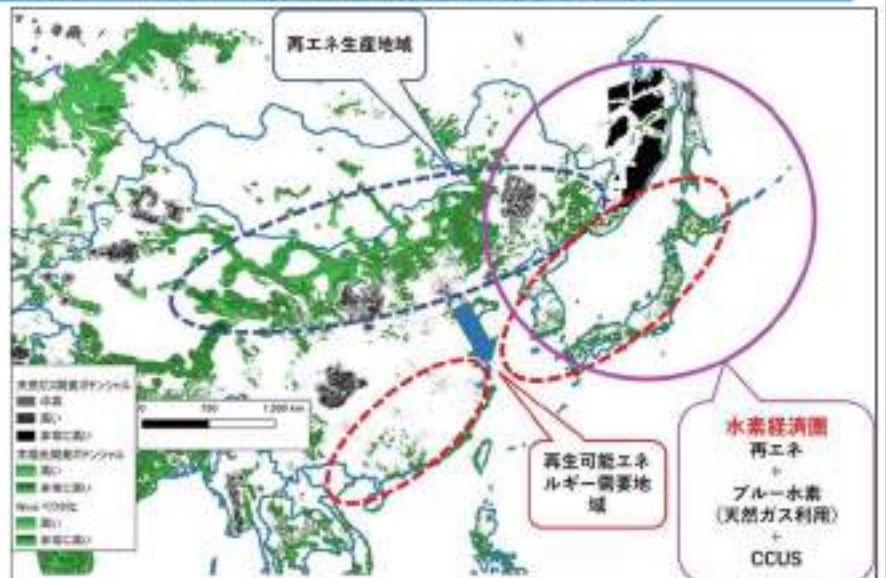 再エネ生産地域
天然ガス開発ポテンシャル
中高
高い
非常に高い
太陽光開発ポテンシャル
高い
非常に高い
高い
非常に高い
0
1,000 km
再生可能エネ
ルギー需要地
域
水素経済圏
再エネ
+
ブルー水素
(天然ガス利用)
+
CCUS